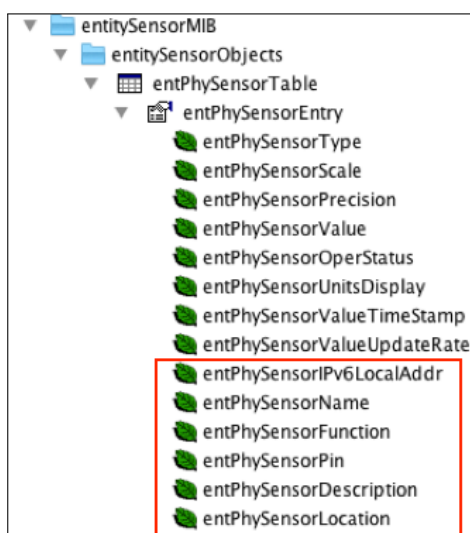 entitySensorMIB
entitySensorObjects
entPhySensorTable
entPhySensorEntry
entPhySensorType
entPhySensorScale
entPhySensorPrecision
entPhySensorValue
entPhySensorOperStatus
entPhySensorUnitsDisplay
entPhySensorValueTimeStamp
entPhySensorValueUpdateRate
entPhySensorIPv6LocalAddr
entPhySensorName
entPhySensorFunction
entPhySensorPin
entPhySensorDescription
entPhySensorLocation